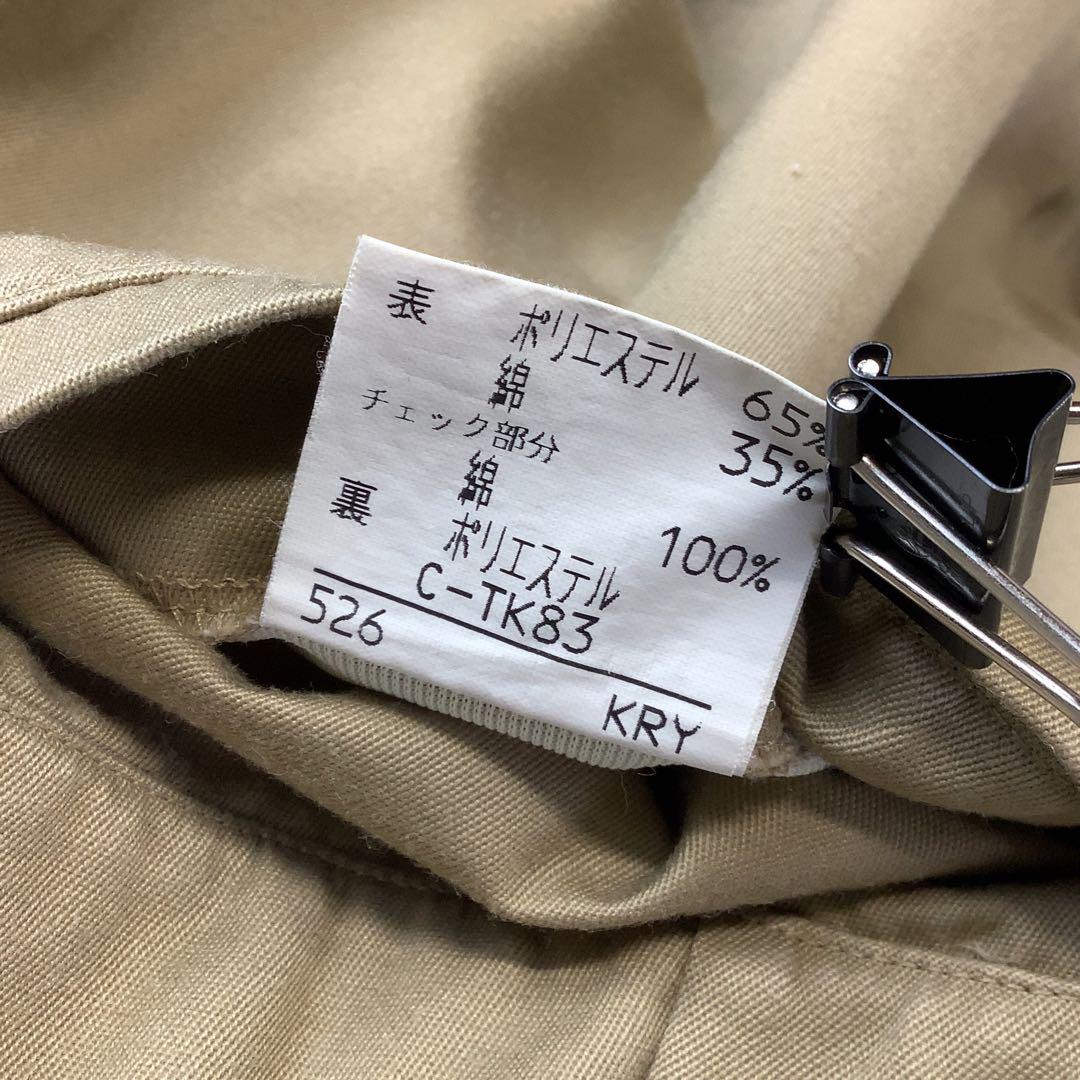 表 ポリエステル 65%
綿 35%
チェック部分
綿 100%
裏 ポリエステル
C-TK83
526
KRY